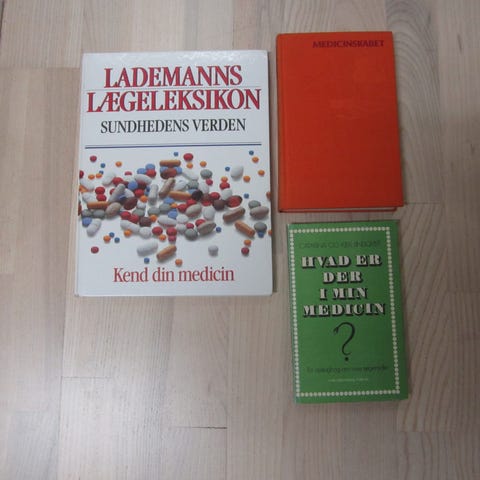 LADEMANNS
LÆGELEKSIKON
SUNDHEDENS VERDEN
Kend din medicin
MEDICINSKABET
HVAD ER
DER
I MIN
MEDICIN
?